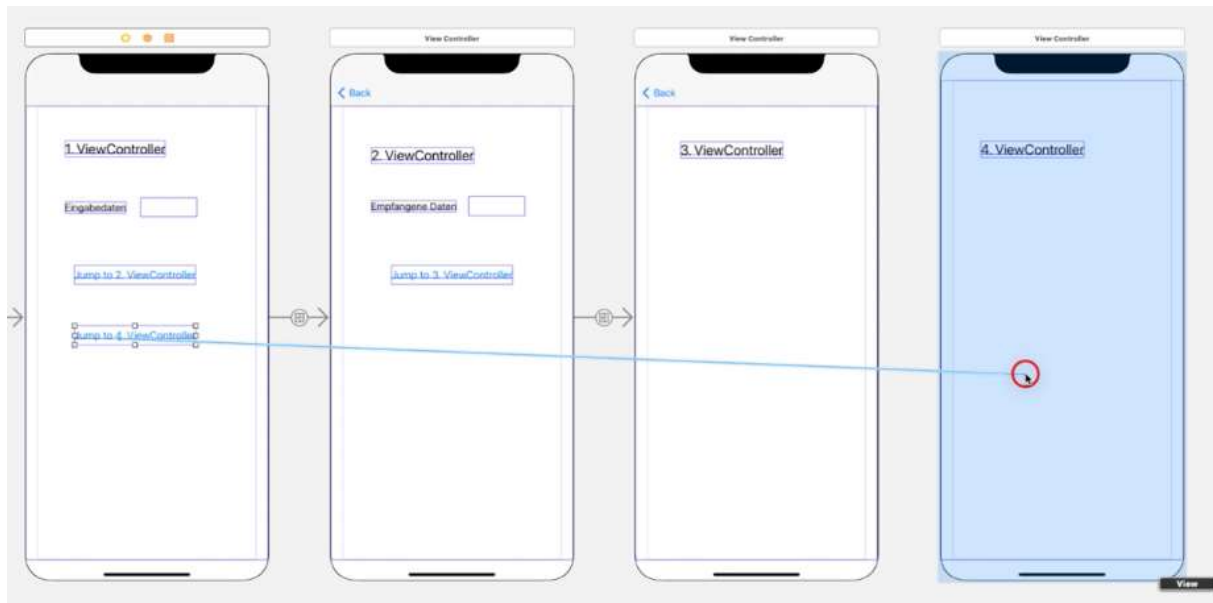 View Controller
View Controller
View Controller
Back
Back
1. ViewController
2. ViewController
3. ViewController
4. ViewController
Eingabedaten
Empfangene Daten
Jump to 2. ViewController
Jump to 3. ViewController
Jump to 4. ViewController
View